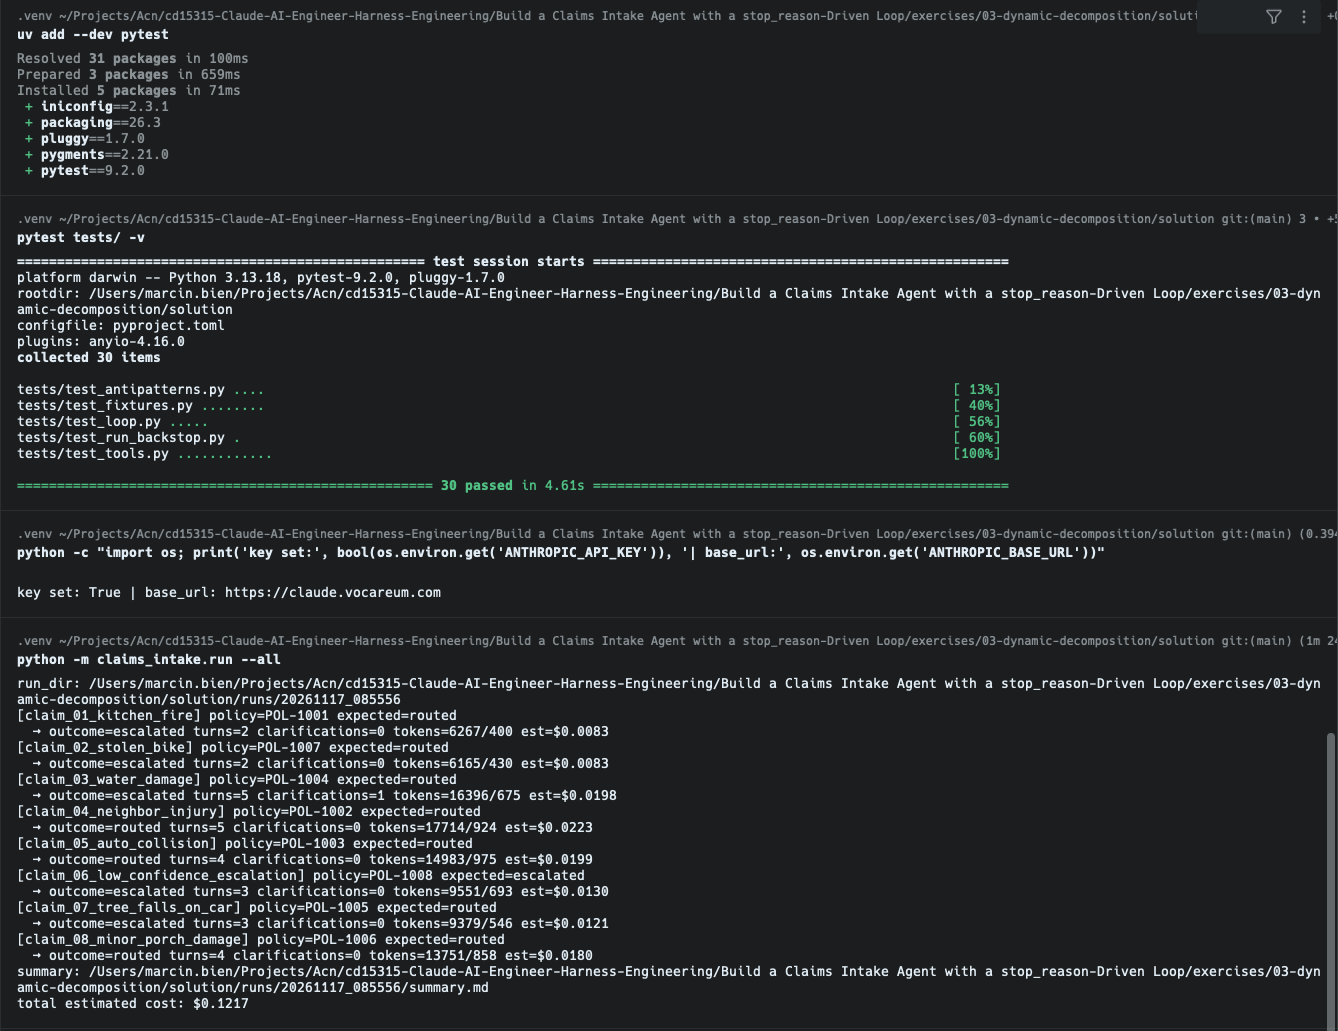 .venv ~/Projects/Acn/cd15315-Claude-AI-Engineer-Harness-Engineering/Build a Claims Intake Agent with a stop_reason-Driven Loop/exercises/03-dynamic-decomposition/soluti
uv add --dev pytest
Resolved 31 packages in 100ms
Prepared 3 packages in 659ms
Installed 5 packages in 71ms
+ iniconfig==2.3.1
+ packaging==26.3
+ pluggy==1.7.0
+ pygments==2.21.0
+ pytest==9.2.0
.venv ~/Projects/Acn/cd15315-Claude-AI-Engineer-Harness-Engineering/Build a Claims Intake Agent with a stop_reason-Driven Loop/exercises/03-dynamic-decomposition/solution git:(main) 3 •
pytest tests/ -v
=================================================== test session starts ====================================================
platform darwin -- Python 3.13.18, pytest-9.2.0, pluggy-1.7.0
rootdir: /Users/marcin.bien/Projects/Acn/cd15315-Claude-AI-Engineer-Harness-Engineering/Build a Claims Intake Agent with a stop_reason-Driven Loop/exercises/03-dyn
amic-decomposition/solution
configfile: pyproject.toml
plugins: anyio-4.16.0
collected 30 items
tests/test_antipatterns.py .... [ 13%]
tests/test_fixtures.py ........ [ 40%]
tests/test_loop.py ..... [ 56%]
tests/test_run_backstop.py . [ 60%]
tests/test_tools.py ............ [100%]
==================================================== 30 passed in 4.61s ====================================================
.venv ~/Projects/Acn/cd15315-Claude-AI-Engineer-Harness-Engineering/Build a Claims Intake Agent with a stop_reason-Driven Loop/exercises/03-dynamic-decomposition/solution git:(main) (0.394
python -c "import os; print('key set:', bool(os.environ.get('ANTHROPIC_API_KEY')), '| base_url:', os.environ.get('ANTHROPIC_BASE_URL'))"
key set: True | base_url: https://claude.vocareum.com
.venv ~/Projects/Acn/cd15315-Claude-AI-Engineer-Harness-Engineering/Build a Claims Intake Agent with a stop_reason-Driven Loop/exercises/03-dynamic-decomposition/solution git:(main) (1m
python -m claims_intake.run --all
run_dir: /Users/marcin.bien/Projects/Acn/cd15315-Claude-AI-Engineer-Harness-Engineering/Build a Claims Intake Agent with a stop_reason-Driven Loop/exercises/03-dyn
amic-decomposition/solution/runs/20261117_085556
[claim_01_kitchen_fire] policy=POL-1001 expected=routed
→ outcome=escalated turns=2 clarifications=0 tokens=6267/400 est=$0.0083
[claim_02_stolen_bike] policy=POL-1007 expected=routed
→ outcome=escalated turns=2 clarifications=0 tokens=6165/430 est=$0.0083
[claim_03_water_damage] policy=POL-1004 expected=routed
→ outcome=escalated turns=5 clarifications=1 tokens=16396/675 est=$0.0198
[claim_04_neighbor_injury] policy=POL-1002 expected=routed
→ outcome=routed turns=5 clarifications=0 tokens=17714/924 est=$0.0223
[claim_05_auto_collision] policy=POL-1003 expected=routed
→ outcome=routed turns=4 clarifications=0 tokens=14983/975 est=$0.0199
[claim_06_low_confidence_escalation] policy=POL-1008 expected=escalated
→ outcome=escalated turns=3 clarifications=0 tokens=9551/693 est=$0.0130
[claim_07_tree_falls_on_car] policy=POL-1005 expected=routed
→ outcome=escalated turns=3 clarifications=0 tokens=9379/546 est=$0.0121
[claim_08_minor_porch_damage] policy=POL-1006 expected=routed
→ outcome=routed turns=4 clarifications=0 tokens=13751/858 est=$0.0180
summary: /Users/marcin.bien/Projects/Acn/cd15315-Claude-AI-Engineer-Harness-Engineering/Build a Claims Intake Agent with a stop_reason-Driven Loop/exercises/03-dyn
amic-decomposition/solution/runs/20261117_085556/summary.md
total estimated cost: $0.1217